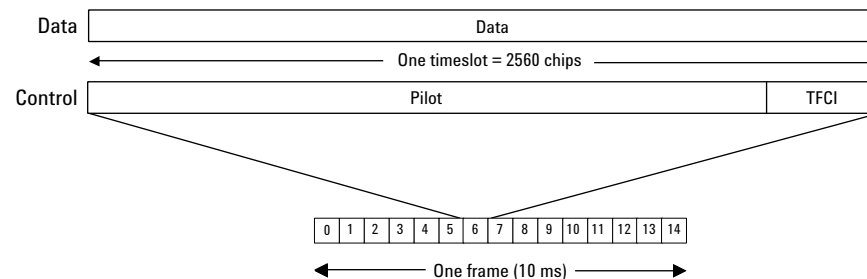 Data Data
One timeslot = 2560 chips
Control Pilot TFCI
0 1 2 3 4 5 6 7 8 9 10 11 12 13 14
One frame (10 ms)